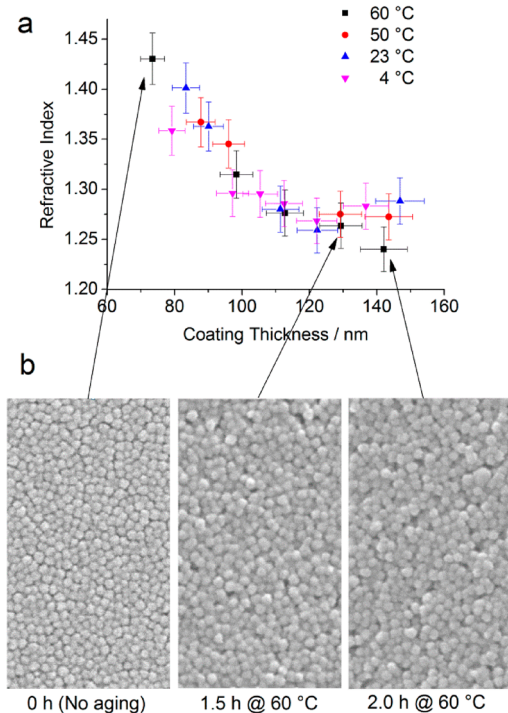 a
60 °C
50 °C
23 °C
4 °C
1.45
1.40
1.35
1.30
1.25
1.20
Refractive Index
60 80 100 120 140 160
Coating Thickness / nm
b
0 h (No aging) 1.5 h @ 60 °C 2.0 h @ 60 °C